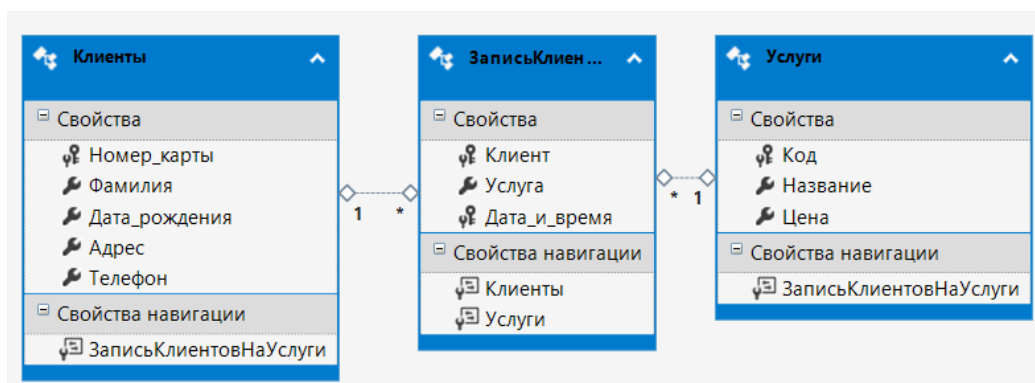 Клиенты
Свойства
Номер_карты
Фамилия
Дата_рождения
Адрес
Телефон
Свойства навигации
ЗаписьКлиентовНаУслуги
1 *
ЗаписьКлиен...
Свойства
Клиент
Услуга
Дата_и_время
Свойства навигации
Клиенты
Услуги
* 1
Услуги
Свойства
Код
Название
Цена
Свойства навигации
ЗаписьКлиентовНаУслуги